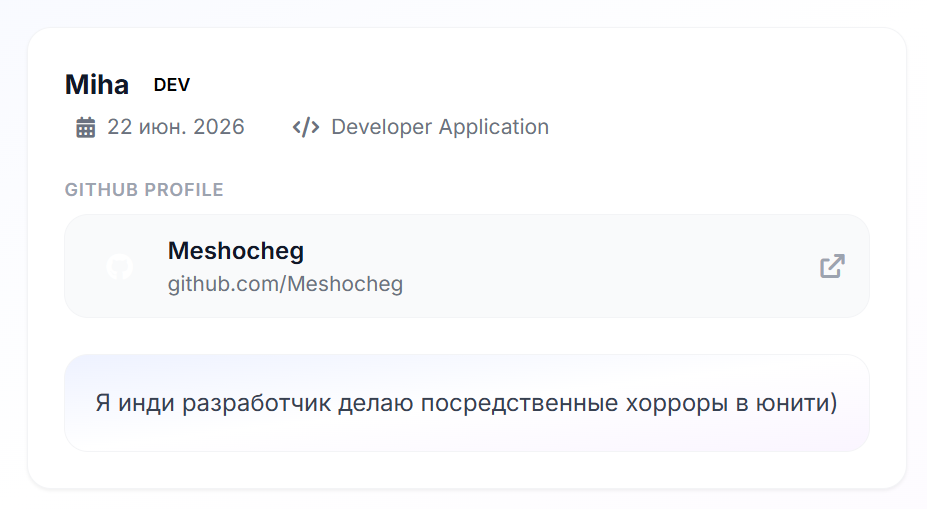 Miha DEV
22 июн. 2026 </> Developer Application
GITHUB PROFILE
Meshocheg
github.com/Meshocheg
Я инди разработчик делаю посредственные хорроры в юнити)